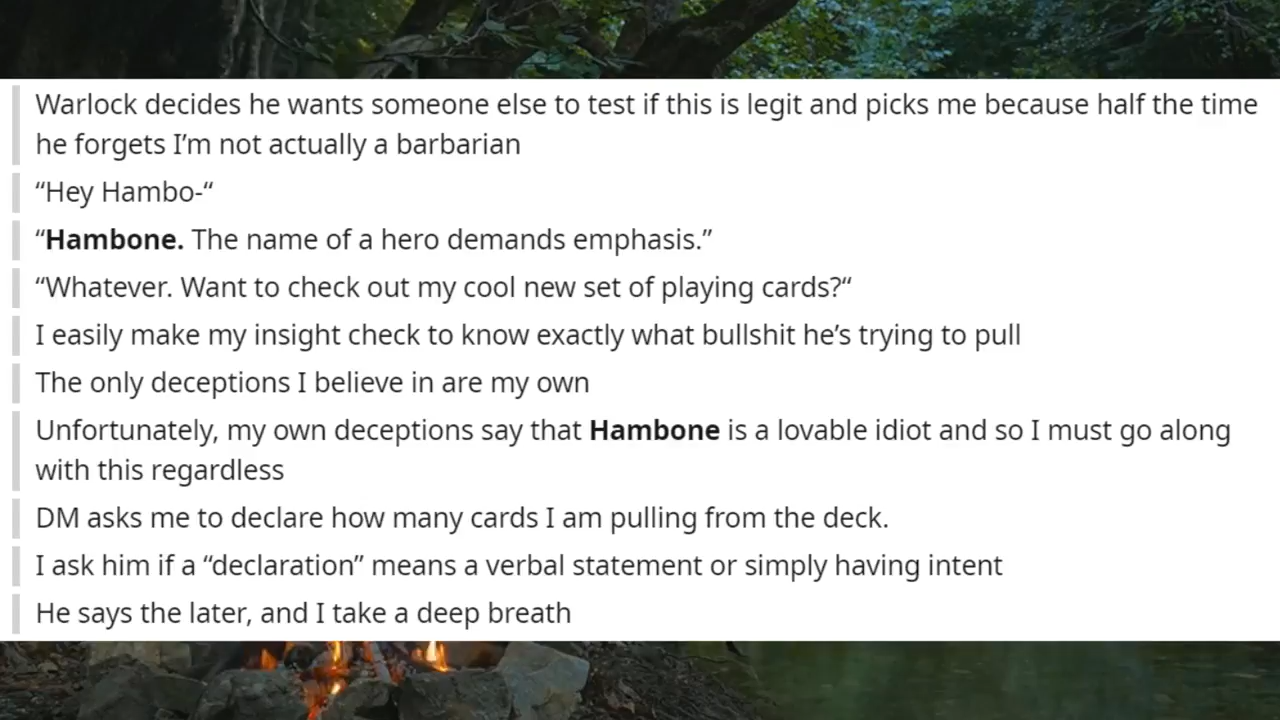 Warlock decides he wants someone else to test if this is legit and picks me because half the time
he forgets I’m not actually a barbarian
“Hey Hambo-“
“Hambone. The name of a hero demands emphasis.”
“Whatever. Want to check out my cool new set of playing cards?“
I easily make my insight check to know exactly what bullshit he’s trying to pull
The only deceptions I believe in are my own
Unfortunately, my own deceptions say that Hambone is a lovable idiot and so I must go along
with this regardless
DM asks me to declare how many cards I am pulling from the deck.
I ask him if a “declaration” means a verbal statement or simply having intent
He says the later, and I take a deep breath